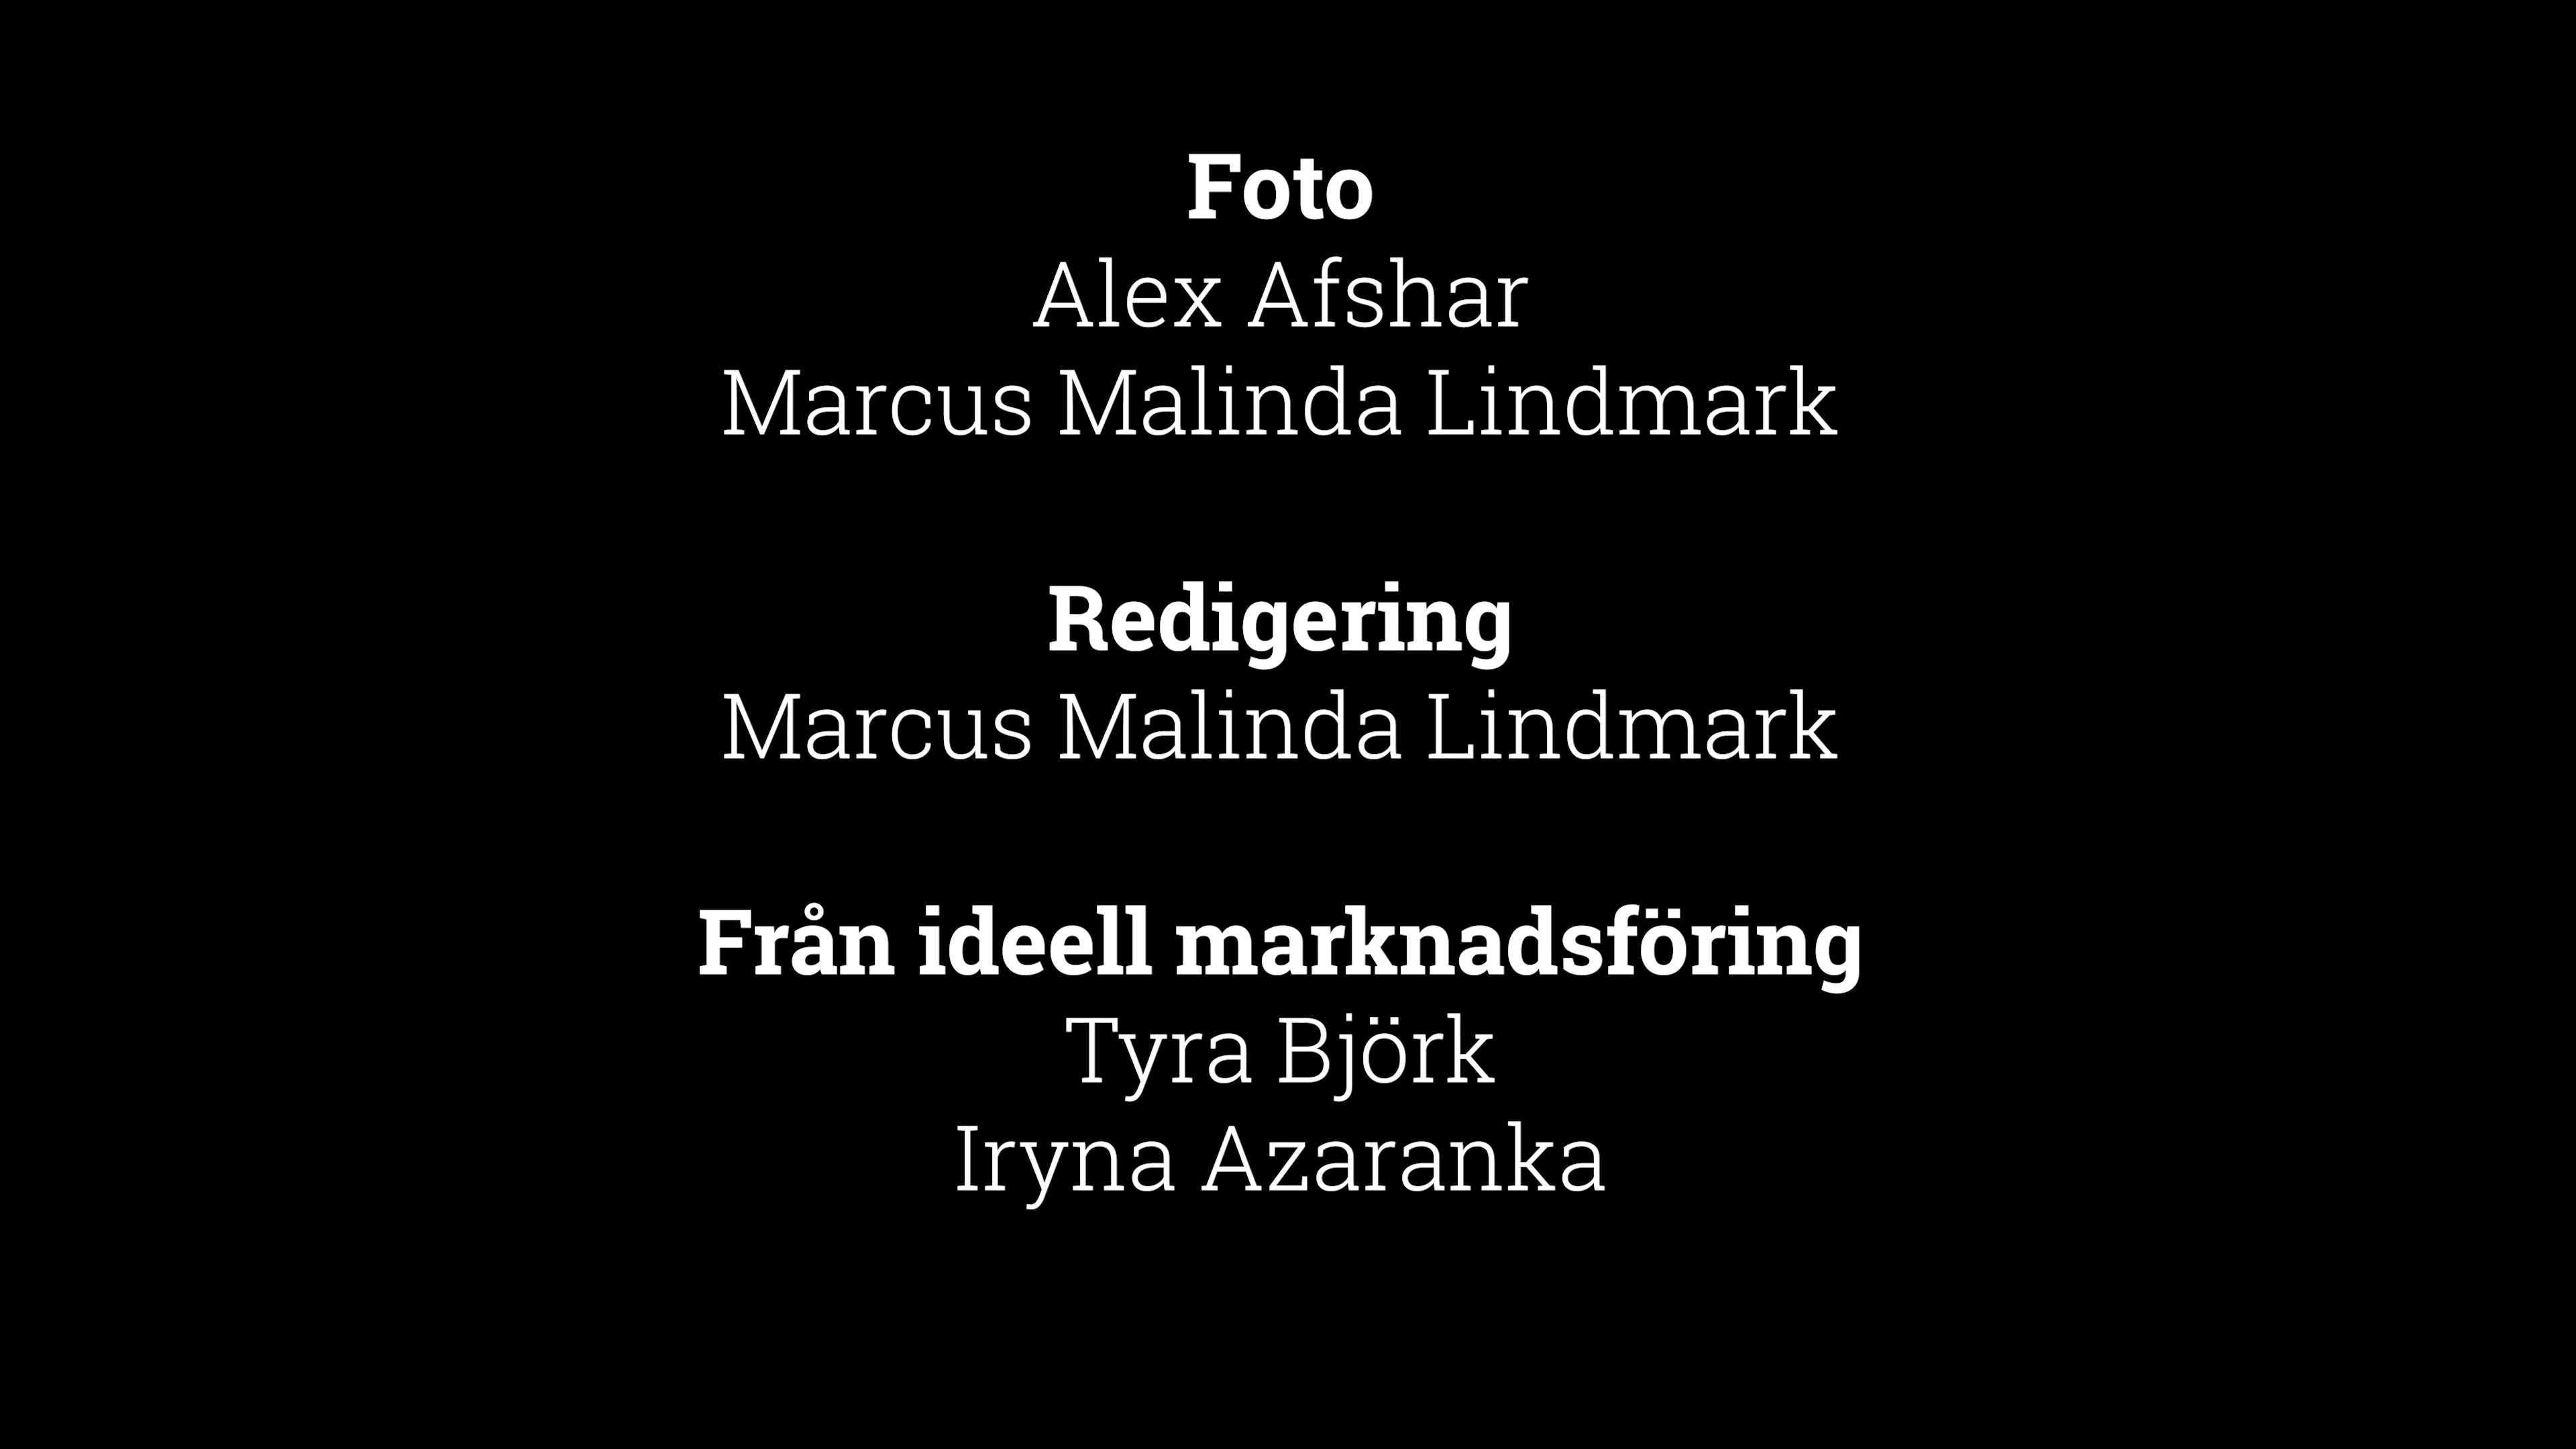 Foto
Alex Afshar
Marcus Malinda Lindmark
Redigering
Marcus Malinda Lindmark
Från ideell marknadsföring
Tyra Björk
Iryna Azaranka